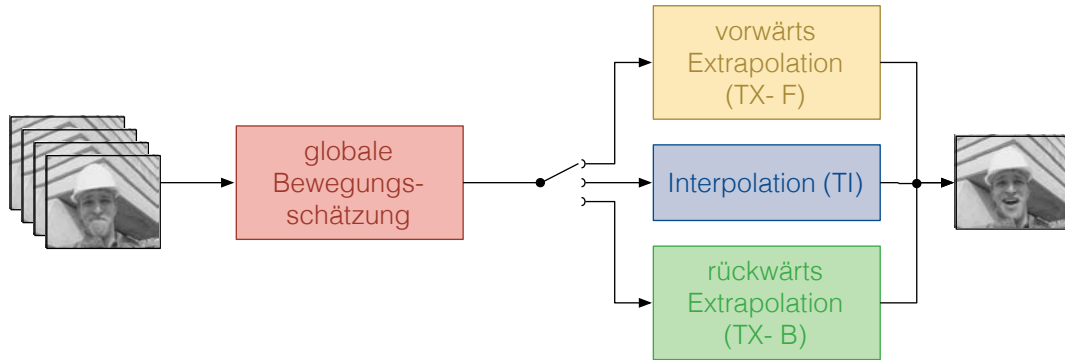 globale
Bewegungs-
schätzung
vorwärts
Extrapolation
(TX- F)
Interpolation (TI)
rückwärts
Extrapolation
(TX- B)